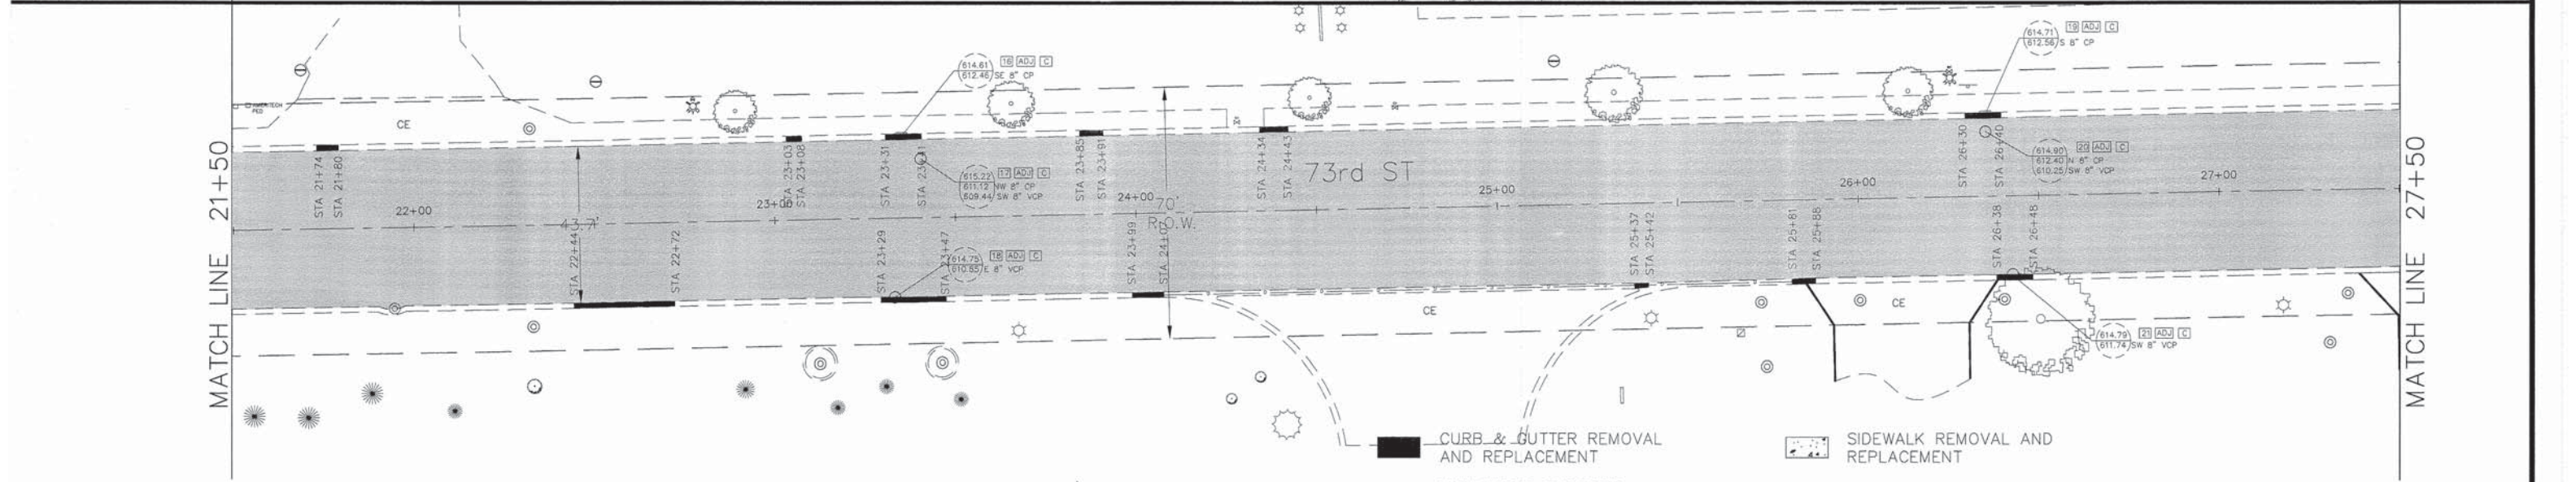 MATCH LINE 21+50
AMERITECH
PED
CE
STA 21+74
STA 21+80
22+00
43.7'
STA 22+44
STA 22+72
23+00
STA 23+03
STA 23+08
614.61
612.46 SE 8" CP
16 ADJ C
STA 23+31
615.22
611.12 NW 8" CP
609.44 SW 8" VCP
17 ADJ C
STA 23+29
STA 23+47
614.75
610.85 E 8" VCP
18 ADJ C
STA 23+85
STA 23+91
24+00
70'
R.O.W.
STA 23+99
STA 24+34
STA 24+43
73rd ST
CE
25+00
STA 25+37
STA 25+42
STA 25+81
STA 25+88
26+00
CE
STA 26+30
STA 26+40
614.71
612.56 S 8" CP
19 ADJ C
614.90
612.40 N 8" CP
610.25 SW 8" VCP
20 ADJ C
STA 26+38
STA 26+48
614.79
611.74 SW 8" VCP
21 ADJ C
27+00
MATCH LINE 27+50
CURB & GUTTER REMOVAL
AND REPLACEMENT
SIDEWALK REMOVAL AND
REPLACEMENT